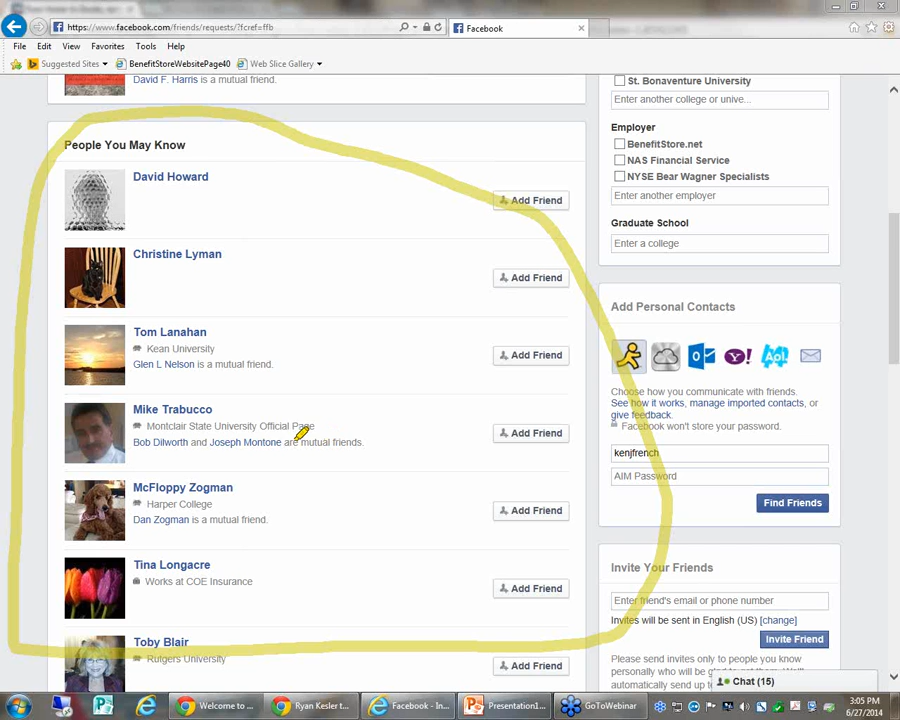 https://www.facebook.com/friends/requests/?fcref=ffb
Facebook
File Edit View Favorites Tools Help
Suggested Sites BenefitStoreWebsitePage40 Web Slice Gallery
David F. Harris is a mutual friend.
People You May Know
David Howard
Add Friend
Christine Lyman
Add Friend
Tom Lanahan
Kean University
Glen L Nelson is a mutual friend.
Add Friend
Mike Trabucco
Montclair State University Official Page
Bob Dilworth and Joseph Montone are mutual friends.
Add Friend
McFloppy Zogman
Harper College
Dan Zogman is a mutual friend.
Add Friend
Tina Longacre
Works at COE Insurance
Add Friend
Toby Blair
Rutgers University
Add Friend
St. Bonaventure University
Enter another college or unive...
Employer
BenefitStore.net
NAS Financial Service
NYSE Bear Wagner Specialists
Enter another employer
Graduate School
Enter a college
Add Personal Contacts
Y! Aol
Choose how you communicate with friends.
See how it works, manage imported contacts, or
give feedback.
Facebook won't store your password.
kenjfrench
AIM Password
Find Friends
Invite Your Friends
Enter friend's email or phone number
Invites will be sent in English (US) [change]
Invite Friend
Please send invites only to people you know
personally who will be
automatically send up t
Chat (15)
Welcome to ...
Ryan Kesler t...
Facebook - In...
Presentation1...
GoToWebinar
3:05 PM
6/27/2014